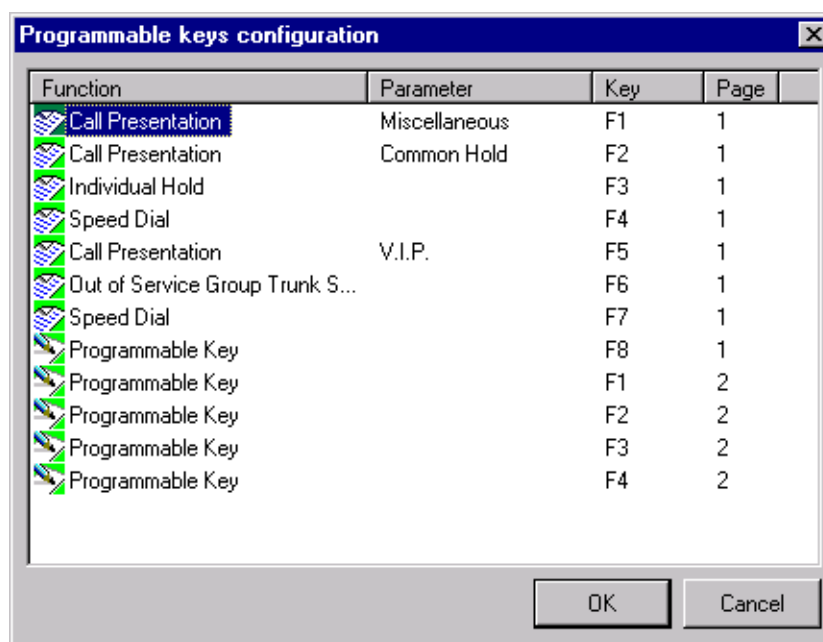 Programmable keys configuration
Function Parameter Key Page
Call Presentation Miscellaneous F1 1
Call Presentation Common Hold F2 1
Individual Hold F3 1
Speed Dial F4 1
Call Presentation V.I.P. F5 1
Out of Service Group Trunk S... F6 1
Speed Dial F7 1
Programmable Key F8 1
Programmable Key F1 2
Programmable Key F2 2
Programmable Key F3 2
Programmable Key F4 2
OK Cancel